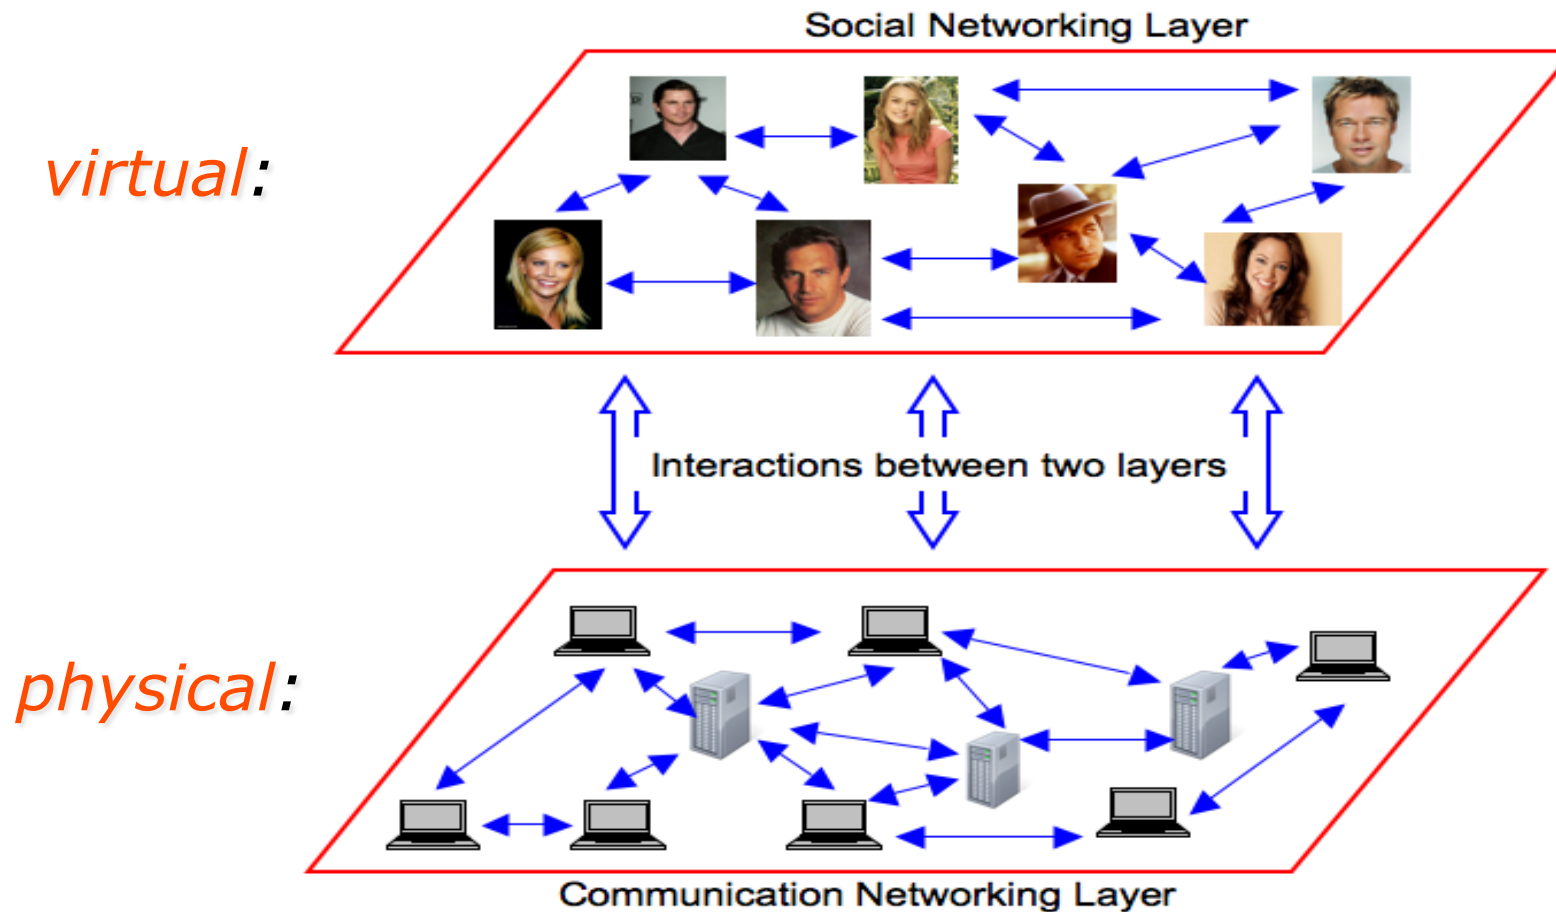 Social Networking Layer
virtual:
Interactions between two layers
physical:
Communication Networking Layer